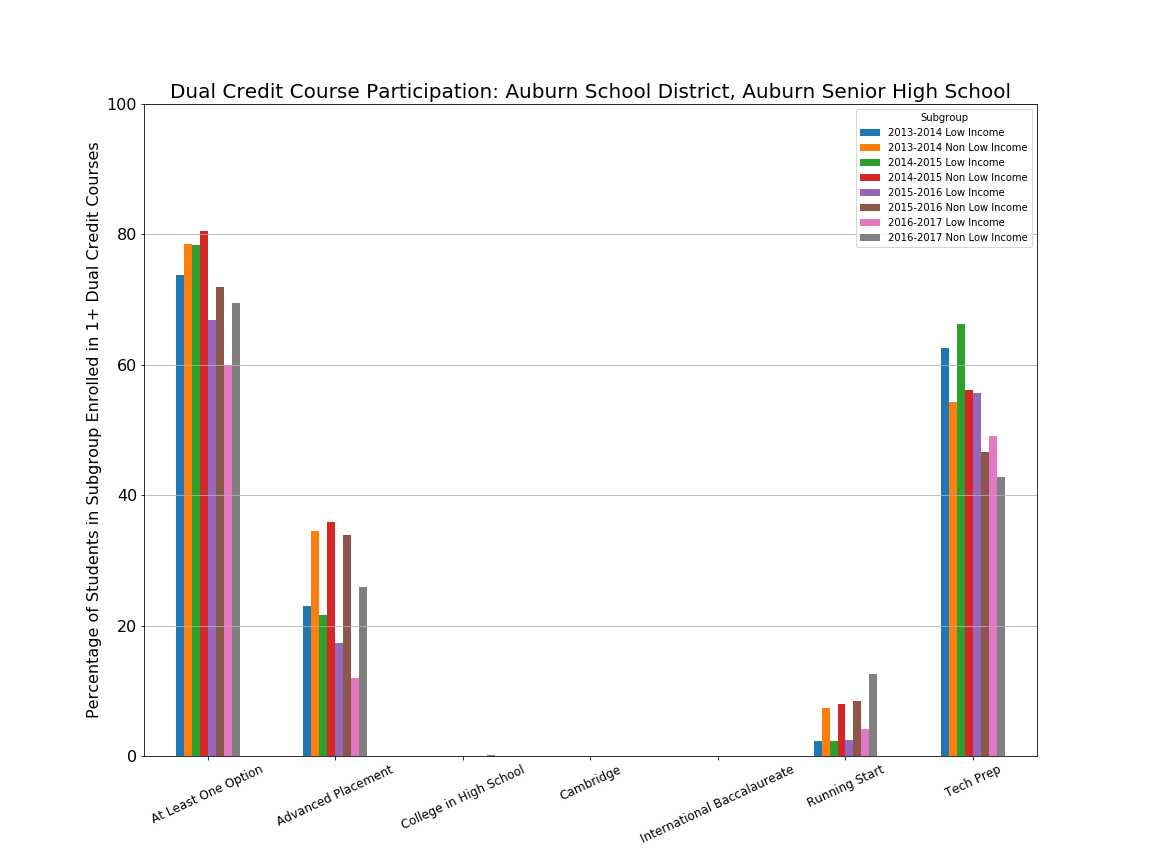 Dual Credit Course Participation: Auburn School District, Auburn Senior High School
Percentage of Students in Subgroup Enrolled in 1+ Dual Credit Courses
100
80
60
40
20
0
Subgroup
2013-2014 Low Income
2013-2014 Non Low Income
2014-2015 Low Income
2014-2015 Non Low Income
2015-2016 Low Income
2015-2016 Non Low Income
2016-2017 Low Income
2016-2017 Non Low Income
At Least One Option
Advanced Placement
College in High School
Cambridge
International Baccalaureate
Running Start
Tech Prep